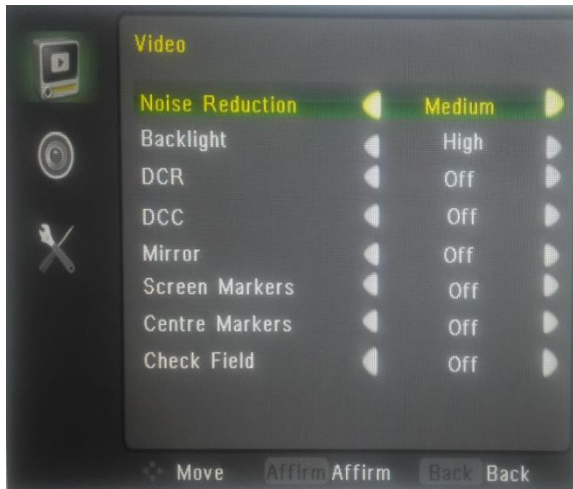 Video
Noise Reduction Medium
Backlight High
DCR Off
DCC Off
Mirror Off
Screen Markers Off
Centre Markers Off
Check Field Off
Move Affirm Affirm Back Back